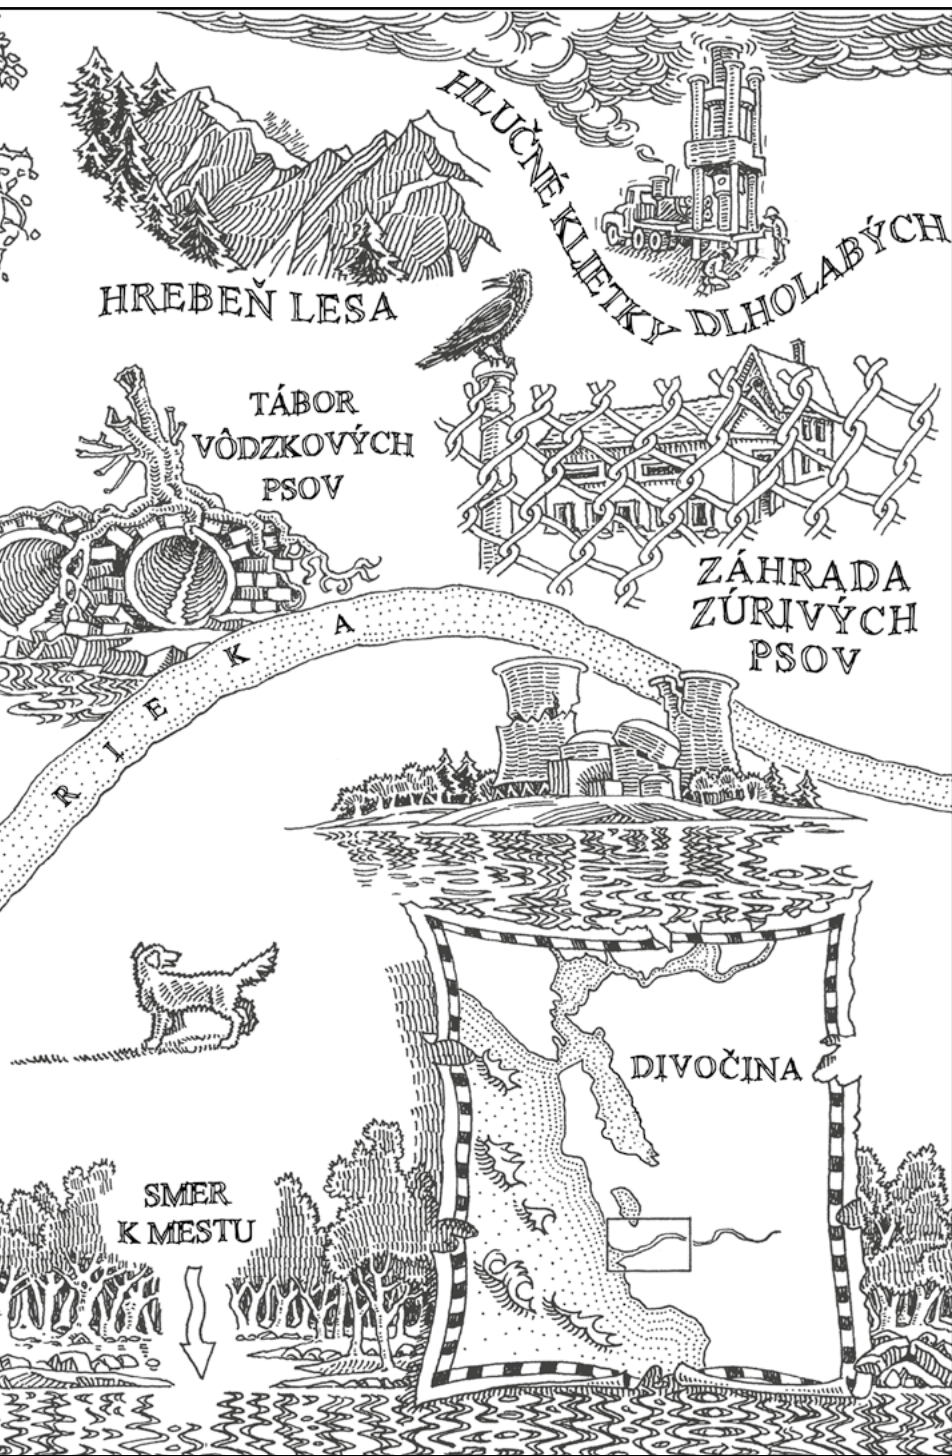 HLUČNÉ KLIETKY DLHOLABÝCH
HREBEŇ LESA
TÁBOR
VÔDZKOVÝCH
PSOV
ZÁHRADA
ZÚRIVÝCH
PSOV
RIEKA
DIVOČINA
SMER
K MESTU